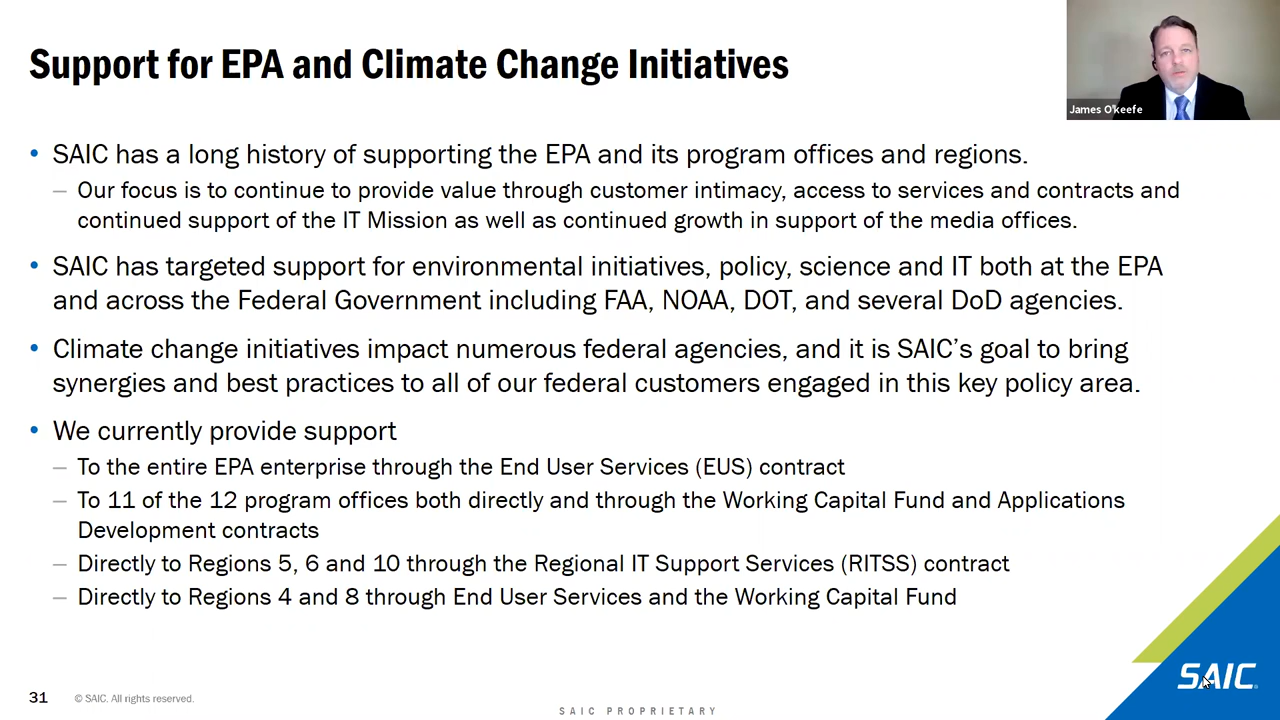 Support for EPA and Climate Change Initiatives
James O'keefe
• SAIC has a long history of supporting the EPA and its program offices and regions.
– Our focus is to continue to provide value through customer intimacy, access to services and contracts and
continued support of the IT Mission as well as continued growth in support of the media offices.
• SAIC has targeted support for environmental initiatives, policy, science and IT both at the EPA
and across the Federal Government including FAA, NOAA, DOT, and several DoD agencies.
• Climate change initiatives impact numerous federal agencies, and it is SAIC’s goal to bring
synergies and best practices to all of our federal customers engaged in this key policy area.
• We currently provide support
– To the entire EPA enterprise through the End User Services (EUS) contract
– To 11 of the 12 program offices both directly and through the Working Capital Fund and Applications
Development contracts
– Directly to Regions 5, 6 and 10 through the Regional IT Support Services (RITSS) contract
– Directly to Regions 4 and 8 through End User Services and the Working Capital Fund
SAIC
31
© SAIC. All rights reserved.
SAIC PROPRIETARY